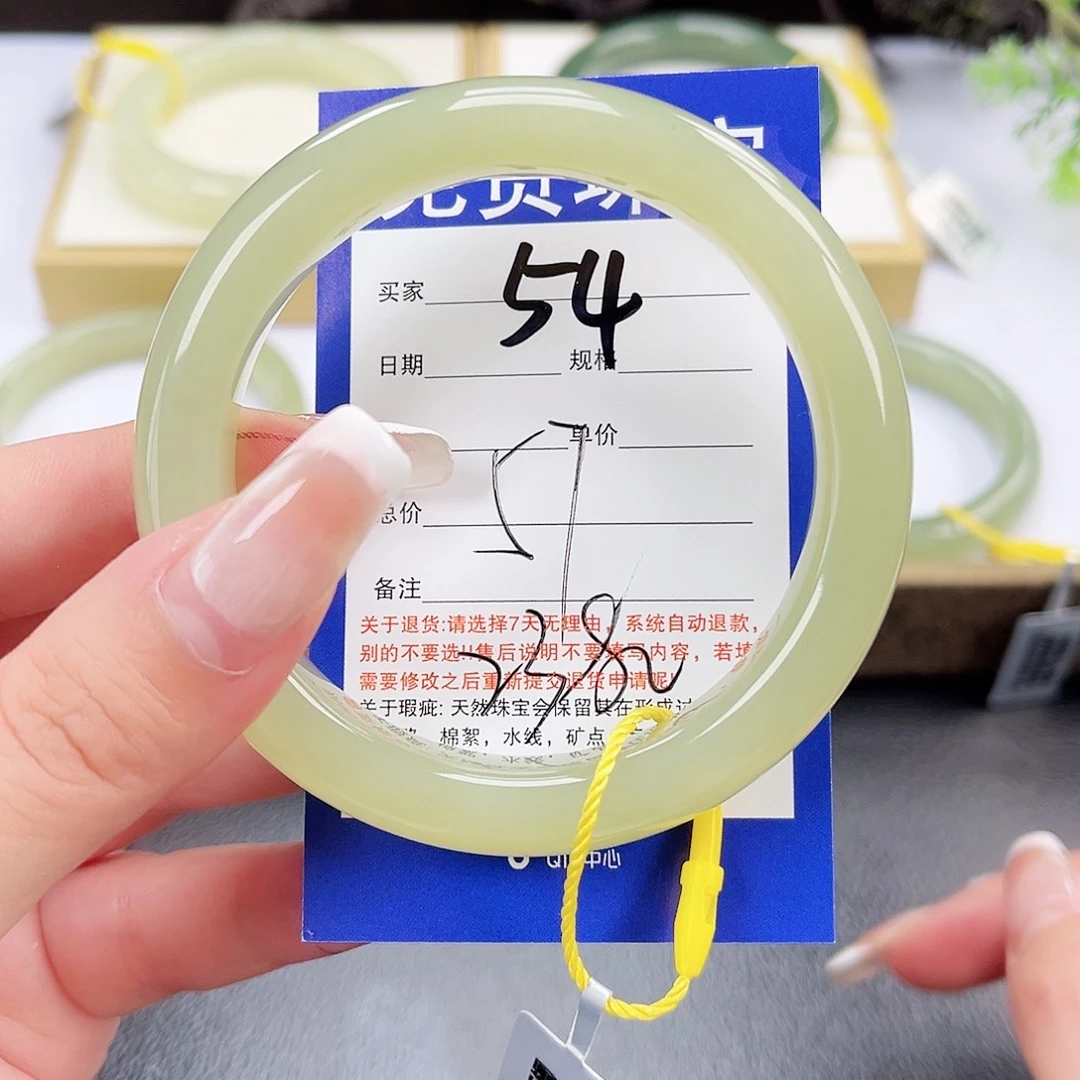 买家 54
日期 规格
单价
总价
备注
2380
关于退货:请选择7天无理由，系统自动退款，
别的不要选!!售后说明不要填写内容，若填
需要修改之后重新提交退货申请呢!
关于瑕疵: 天然珠宝会保留其在形成过
棉絮，水线，矿点
中心